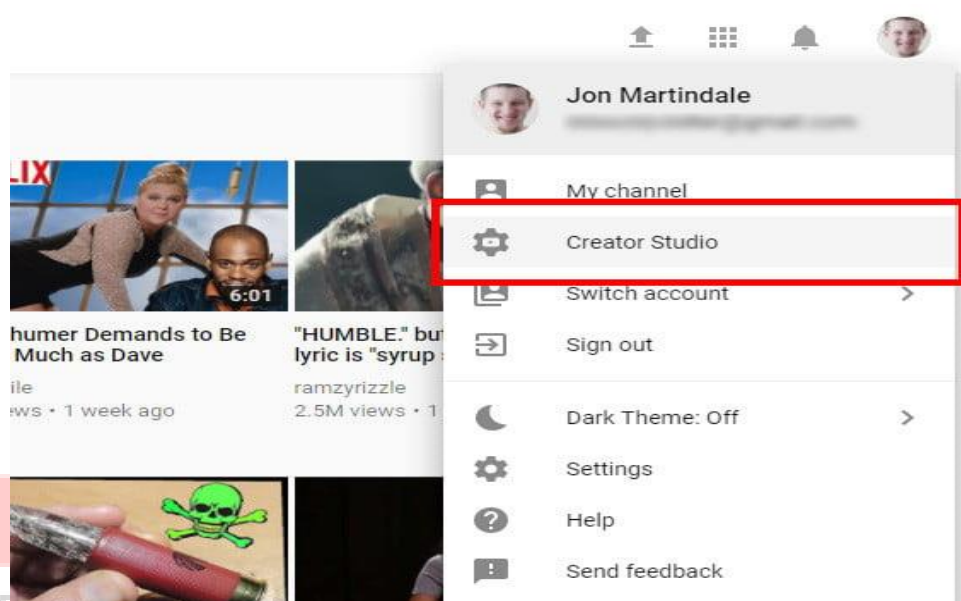 Jon Martindale
My channel
Creator Studio
Switch account
Sign out
Dark Theme: Off
Settings
Help
Send feedback
LIX
6:01
humer Demands to Be
Much as Dave
ile
ews • 1 week ago
"HUMBLE." but
lyric is "syrup
ramzyrizzle
2.5M views • 1